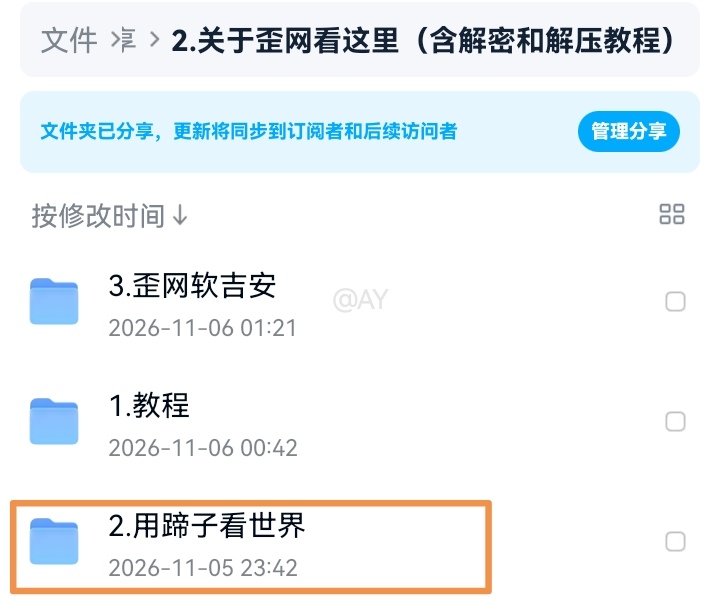 文件 > 享 > 2.关于歪网看这里（含解密和解压教程）
文件夹已分享，更新将同步到订阅者和后续访问者
管理分享
按修改时间↓
3.歪网软吉安
2026-11-06 01:21
@AY
1.教程
2026-11-06 00:42
2.用蹄子看世界
2026-11-05 23:42